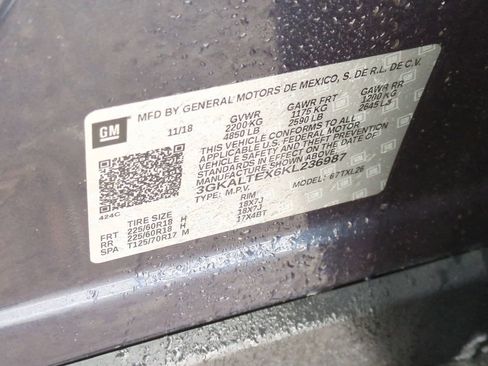 MFD BY GENERAL MOTORS DE MEXICO, S. DE R.L. DE C.V.
GM
11/18 GVWR GAWR FRT GAWR RR
2200 KG 1175 KG 1200 KG
4850 LB 2590 LB 2645 LB
THIS VEHICLE CONFORMS TO ALL
APPLICABLE U.S. FEDERAL MOTOR
VEHICLE SAFETY, BUMPER, AND THEFT
PREVENTION STANDARDS IN EFFECT ON
THE DATE OF MANUFACTURE SHOWN ABOVE.
3GKALTEX6KL236987
TYPE: M.P.V. 67TXL26
424C
TIRE SIZE RIM
FRT 225/60R18 H 18X7J
RR 225/60R18 H 18X7J
SPA T125/70R17 M 17X4BT